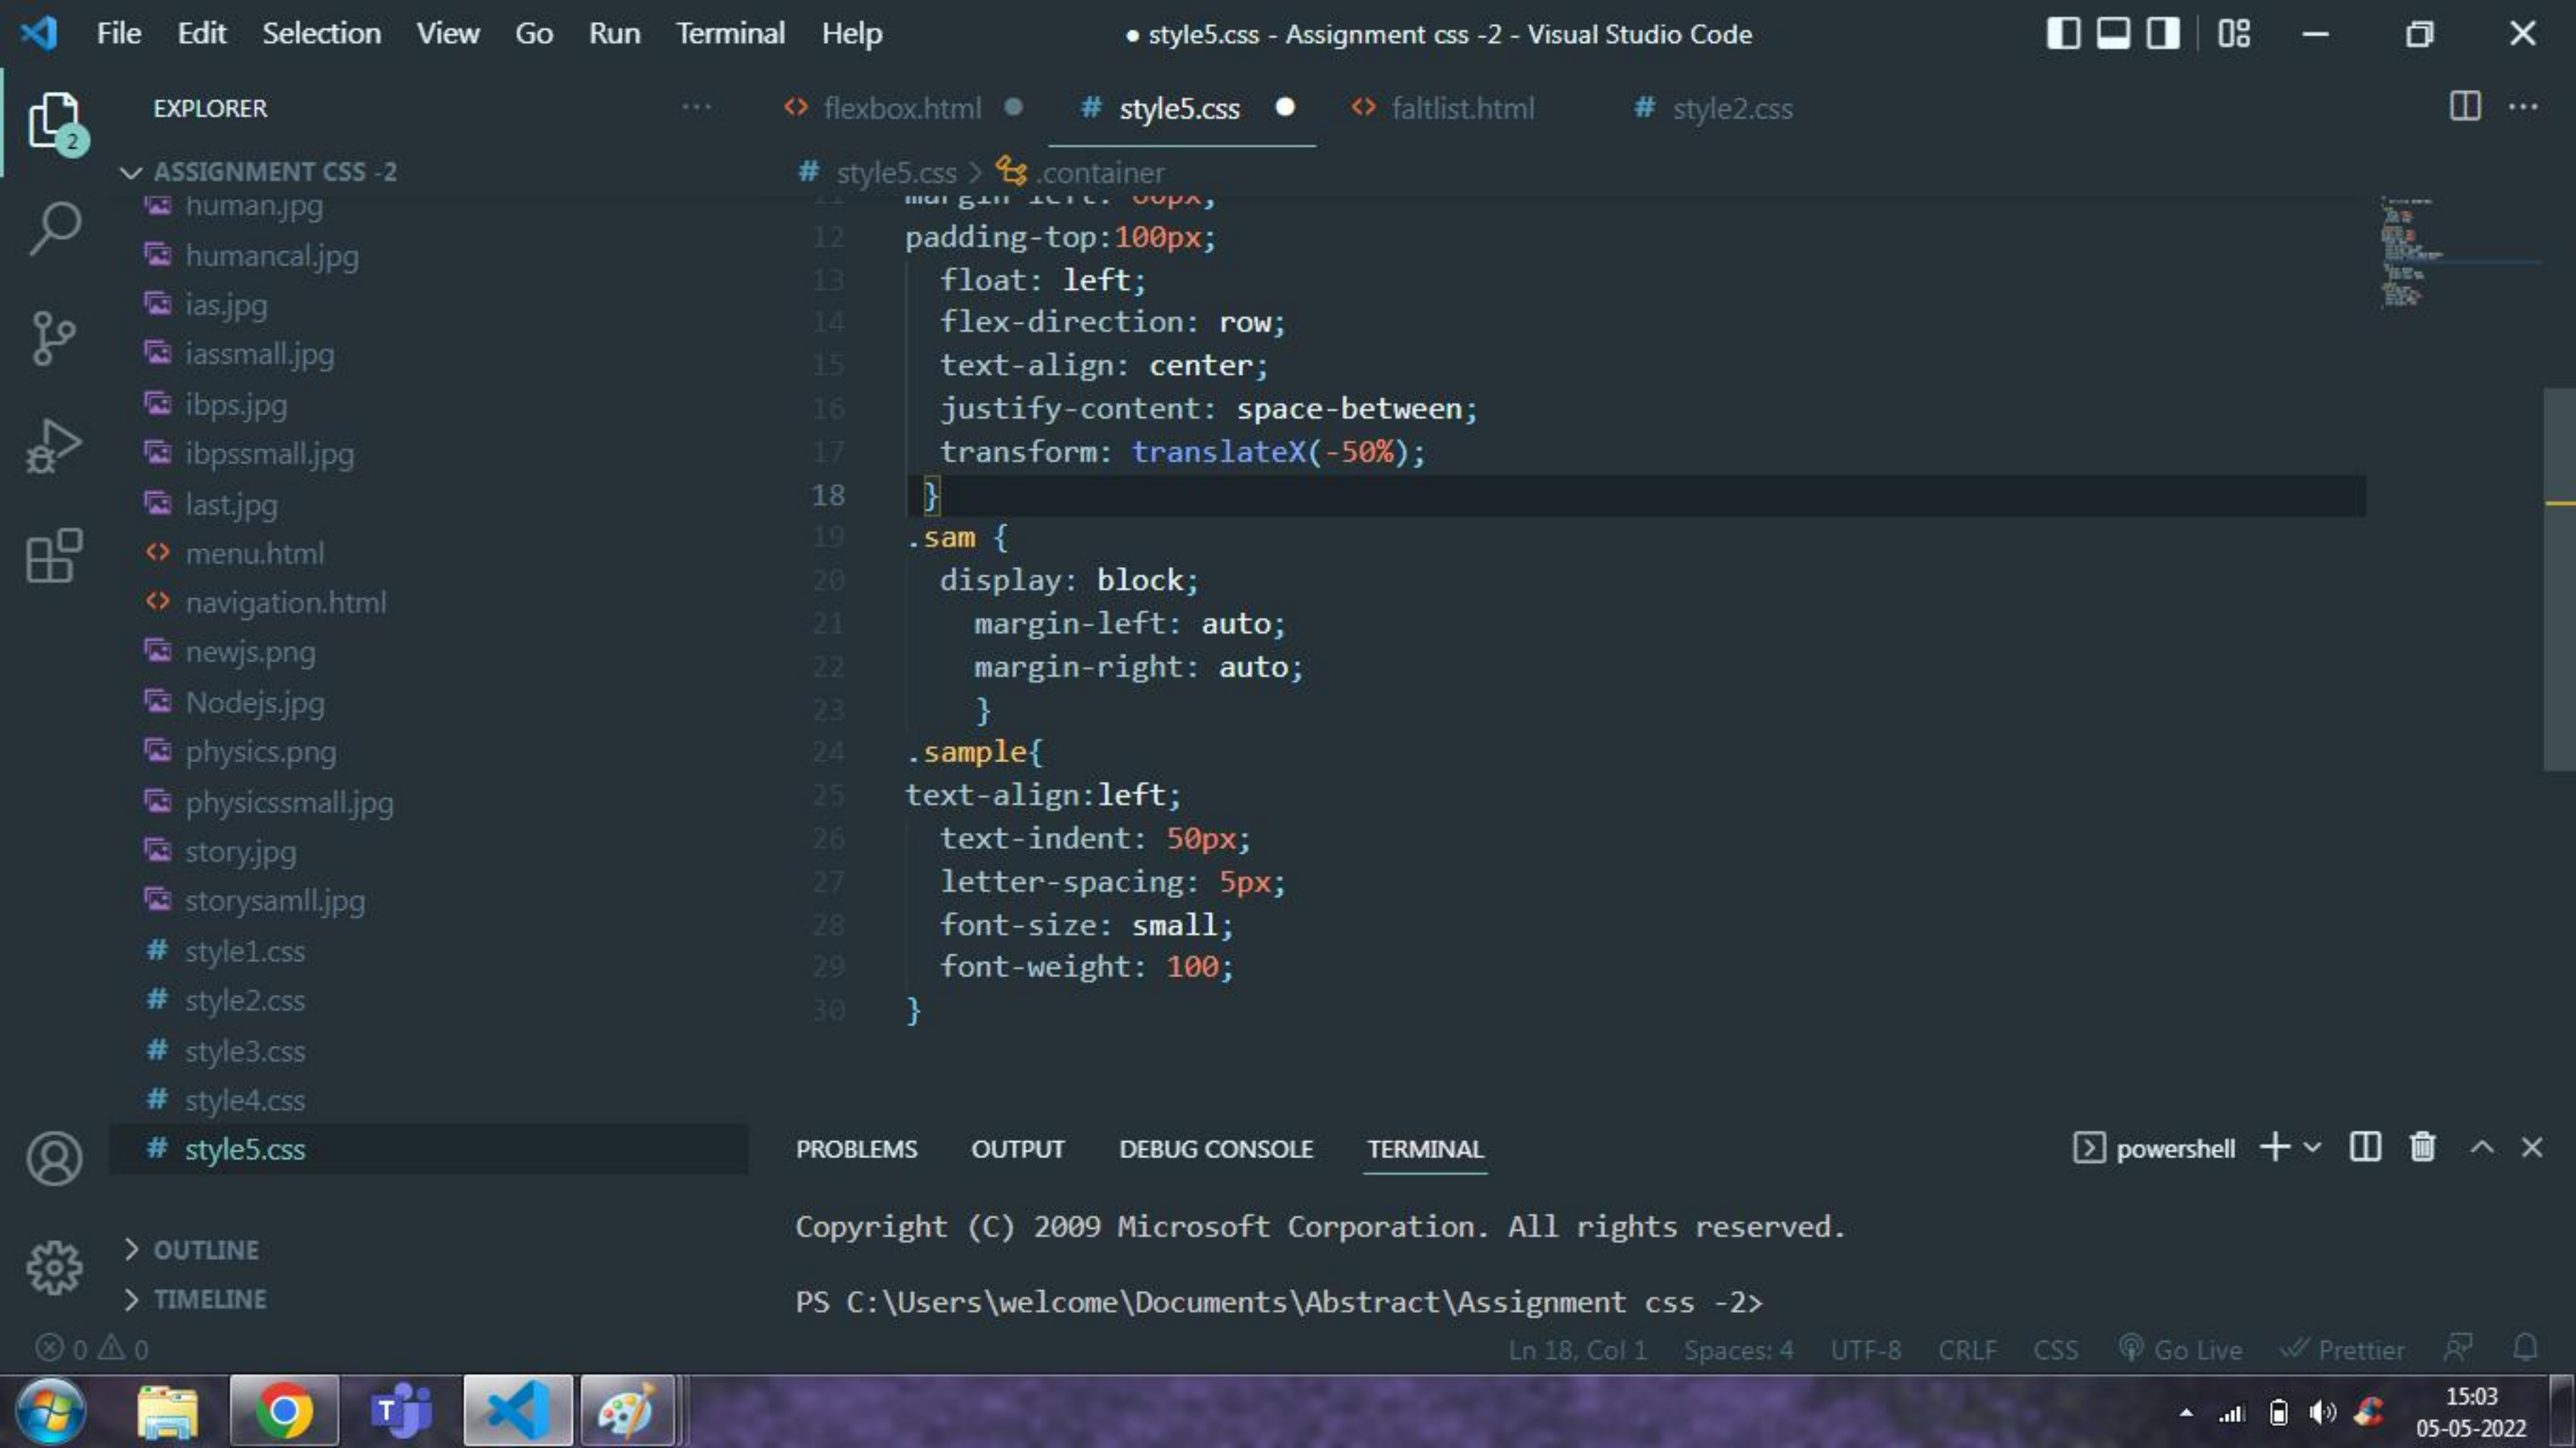 File Edit Selection View Go Run Terminal Help
● style5.css - Assignment css -2 - Visual Studio Code
EXPLORER
flexbox.html
# style5.css
faltlist.html
# style2.css
2
ASSIGNMENT CSS -2
# style5.css > .container
human.jpg
humancal.jpg
ias.jpg
iassmall.jpg
ibps.jpg
ibpssmall.jpg
last.jpg
menu.html
navigation.html
newjs.png
Nodejs.jpg
physics.png
physicssmall.jpg
story.jpg
storysamll.jpg
# style1.css
# style2.css
# style3.css
# style4.css
# style5.css
OUTLINE
TIMELINE
11 margin-left: 60px;
12 padding-top:100px;
13 float: left;
14 flex-direction: row;
15 text-align: center;
16 justify-content: space-between;
17 transform: translateX(-50%);
18 }
19 .sam {
20 display: block;
21 margin-left: auto;
22 margin-right: auto;
23 }
24 .sample{
25 text-align:left;
26 text-indent: 50px;
27 letter-spacing: 5px;
28 font-size: small;
29 font-weight: 100;
30 }
PROBLEMS OUTPUT DEBUG CONSOLE TERMINAL
powershell
Copyright (C) 2009 Microsoft Corporation. All rights reserved.
PS C:\Users\welcome\Documents\Abstract\Assignment css -2>
0 0
Ln 18, Col 1 Spaces: 4 UTF-8 CRLF CSS Go Live Prettier
15:03
05-05-2022